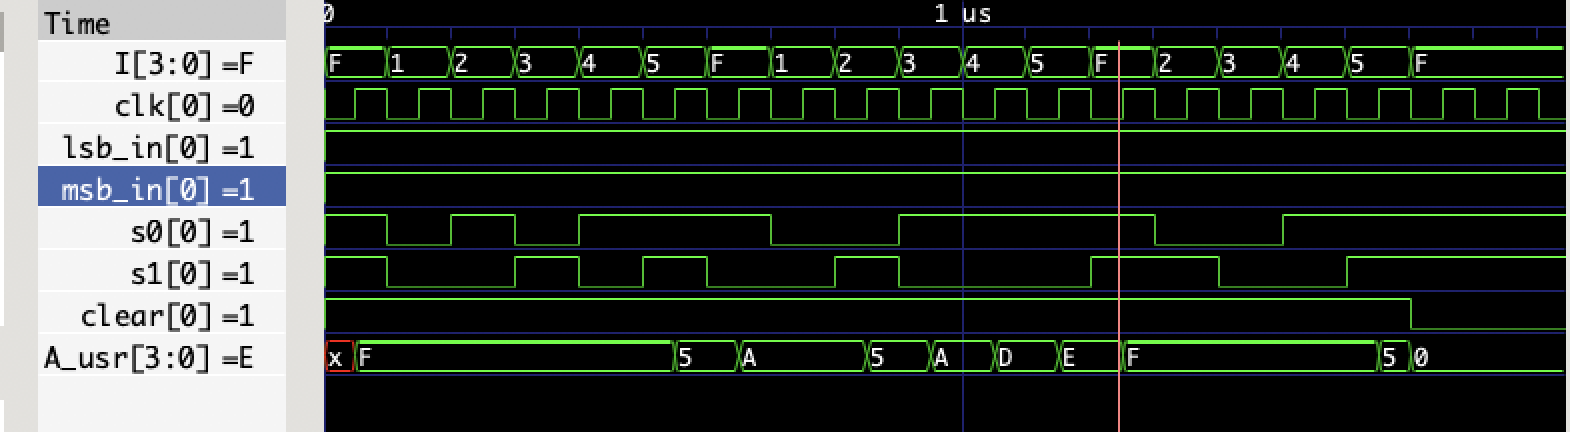 Time 0 1 us
I[3:0] =F F 1 2 3 4 5 F 1 2 3 4 5 F 2 3 4 5 F
clk[0] =0
lsb_in[0] =1
msb_in[0] =1
s0[0] =1
s1[0] =1
clear[0] =1
A_usr[3:0] =E x F 5 A 5 A D E F 5 0